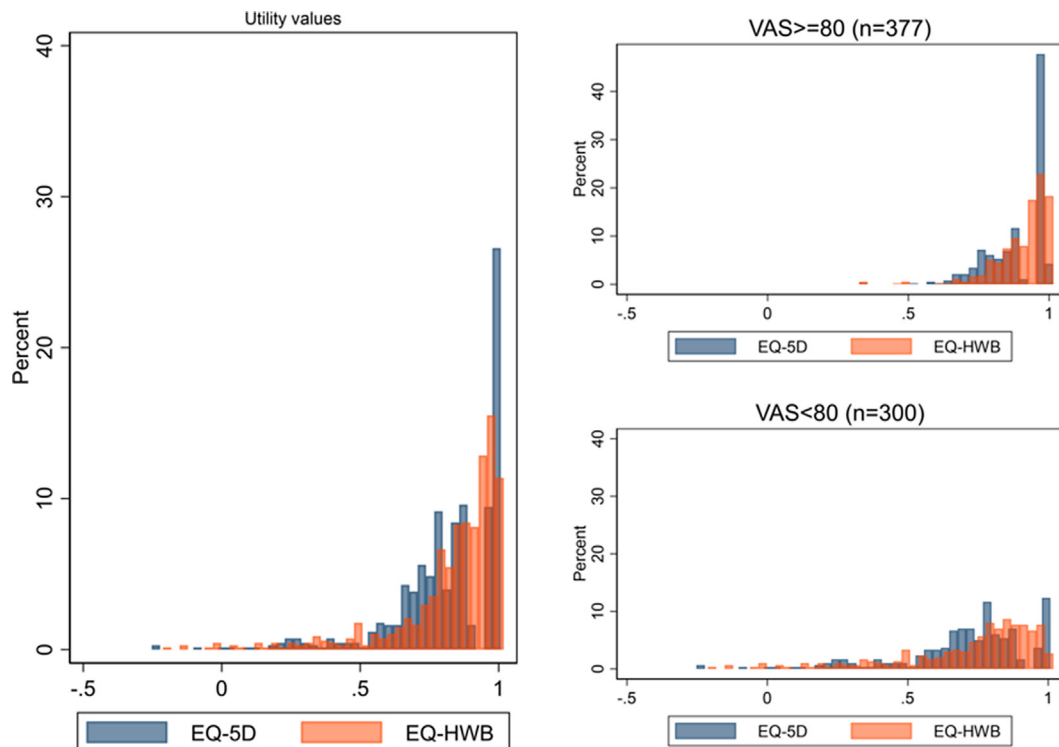 Utility values
Percent
40
30
20
10
0
-.5 0 .5 1
EQ-5D EQ-HWB
VAS>=80 (n=377)
Percent
40
30
20
10
0
-.5 0 .5 1
EQ-5D EQ-HWB
VAS<80 (n=300)
Percent
40
30
20
10
0
-.5 0 .5 1
EQ-5D EQ-HWB